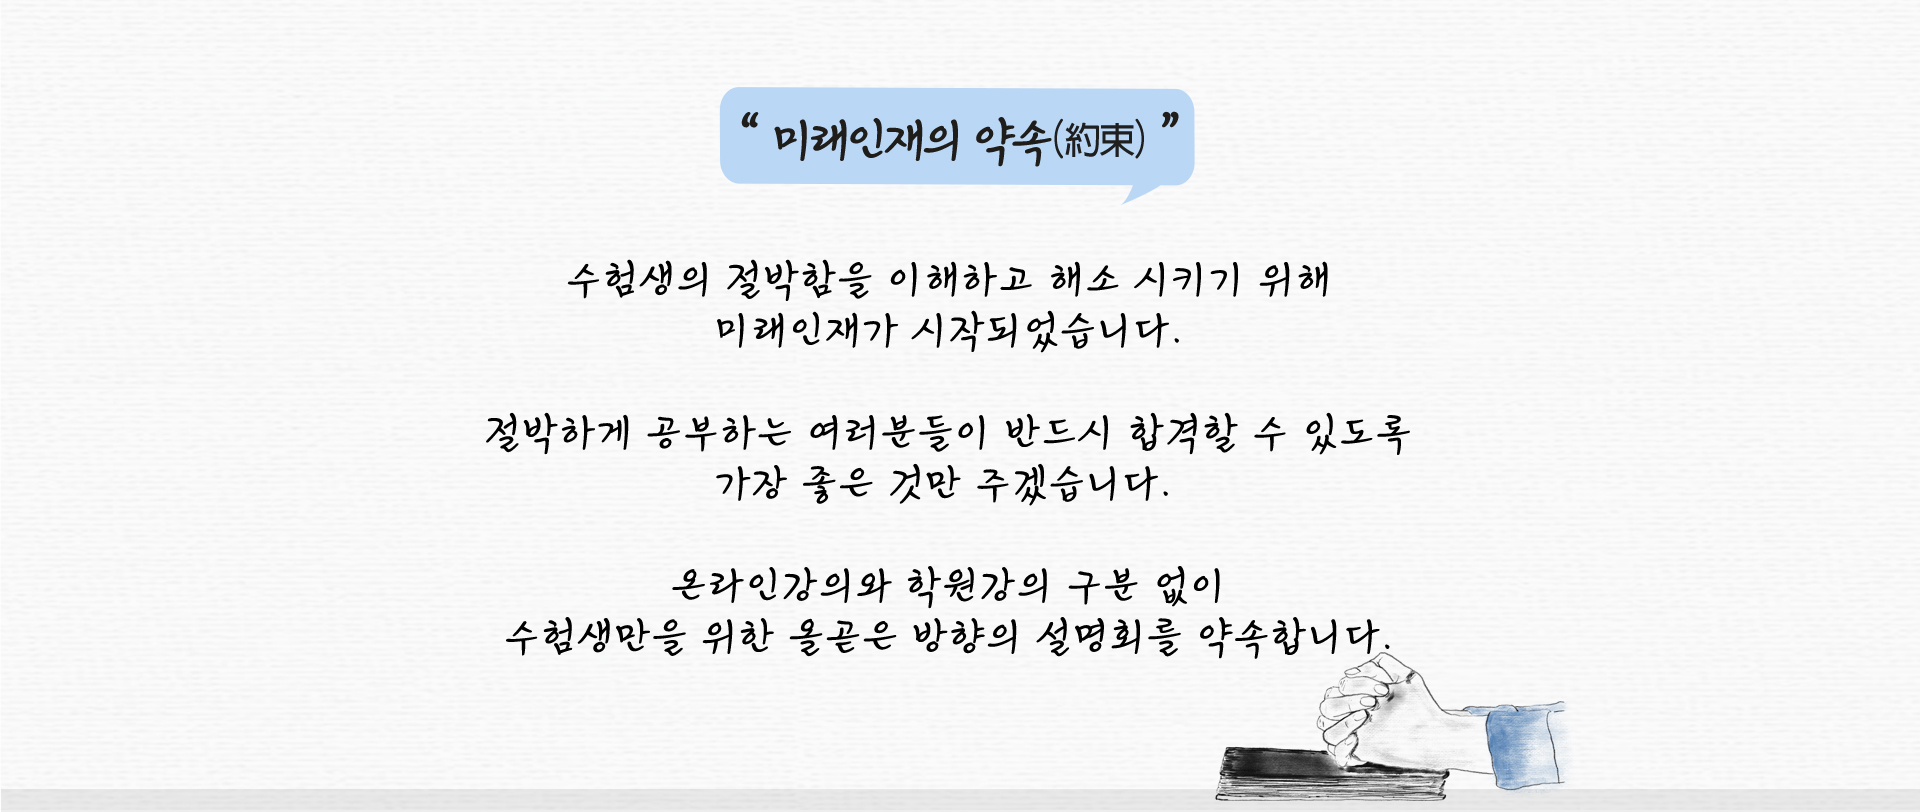 “ 미래인재의 약속(約束) ”
수험생의 절박함을 이해하고 해소 시키기 위해
미래인재가 시작되었습니다.
절박하게 공부하는 여러분들이 반드시 합격할 수 있도록
가장 좋은 것만 주겠습니다.
온라인강의와 학원강의 구분 없이
수험생만을 위한 올곧은 방향의 설명회를 약속합니다.